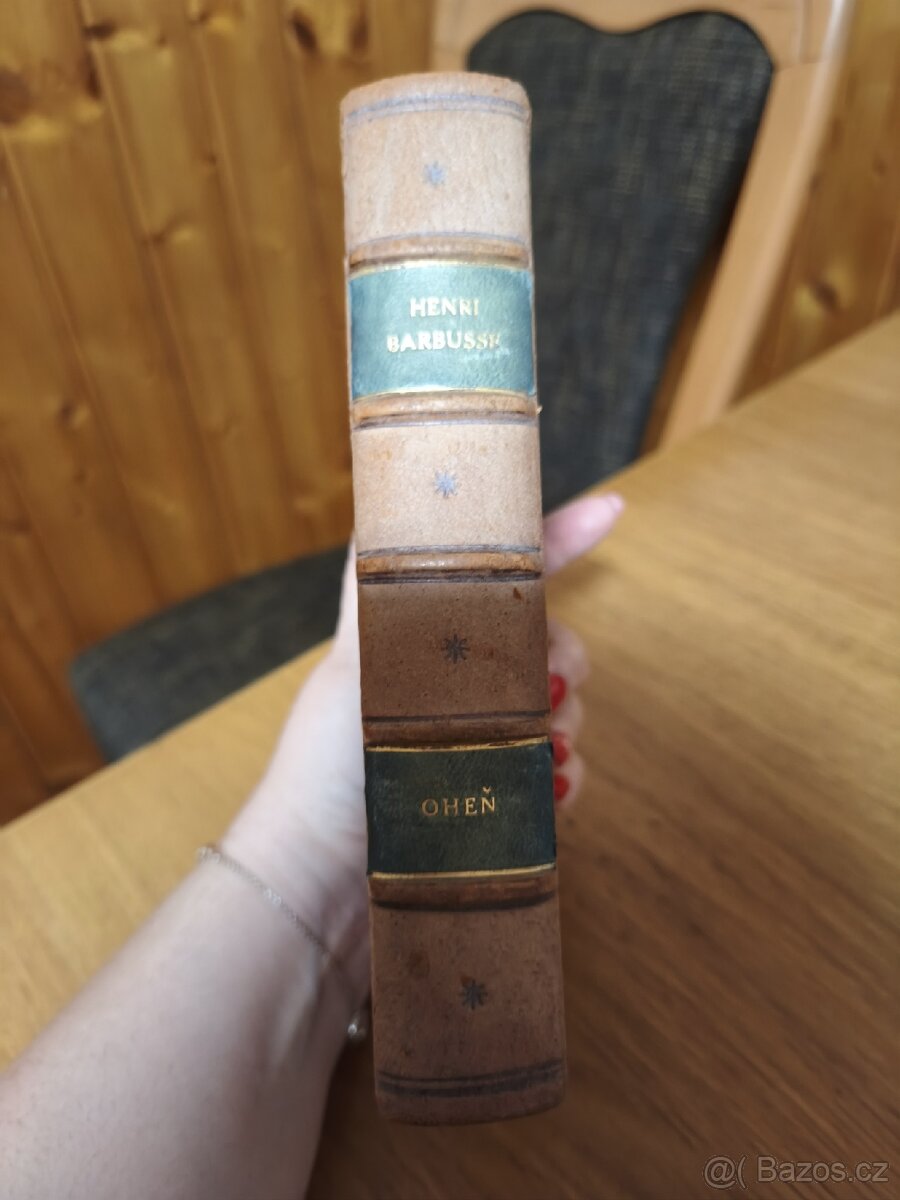 HENRI
BARBUSSE
OHEŇ
@( Bazos.cz